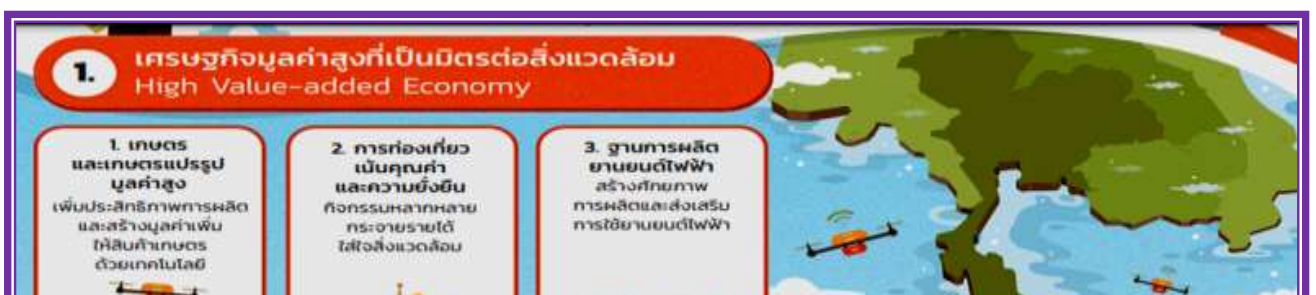 1.
เศรษฐกิจมูลค่าสูงที่เป็นมิตรต่อสิ่งแวดล้อม
High Value-added Economy
1. เกษตร
และเกษตรแปรรูป
มูลค่าสูง
เพิ่มประสิทธิภาพการผลิต
และสร้างมูลค่าเพิ่ม
ให้สินค้าเกษตร
ด้วยเทคโนโลยี
2. การท่องเที่ยว
เน้นคุณค่า
และความยั่งยืน
กิจกรรมหลากหลาย
กระจายรายได้
ใส่ใจสิ่งแวดล้อม
3. ฐานการผลิต
ยานยนต์ไฟฟ้า
สร้างศักยภาพ
การผลิตและส่งเสริม
การใช้ยานยนต์ไฟฟ้า